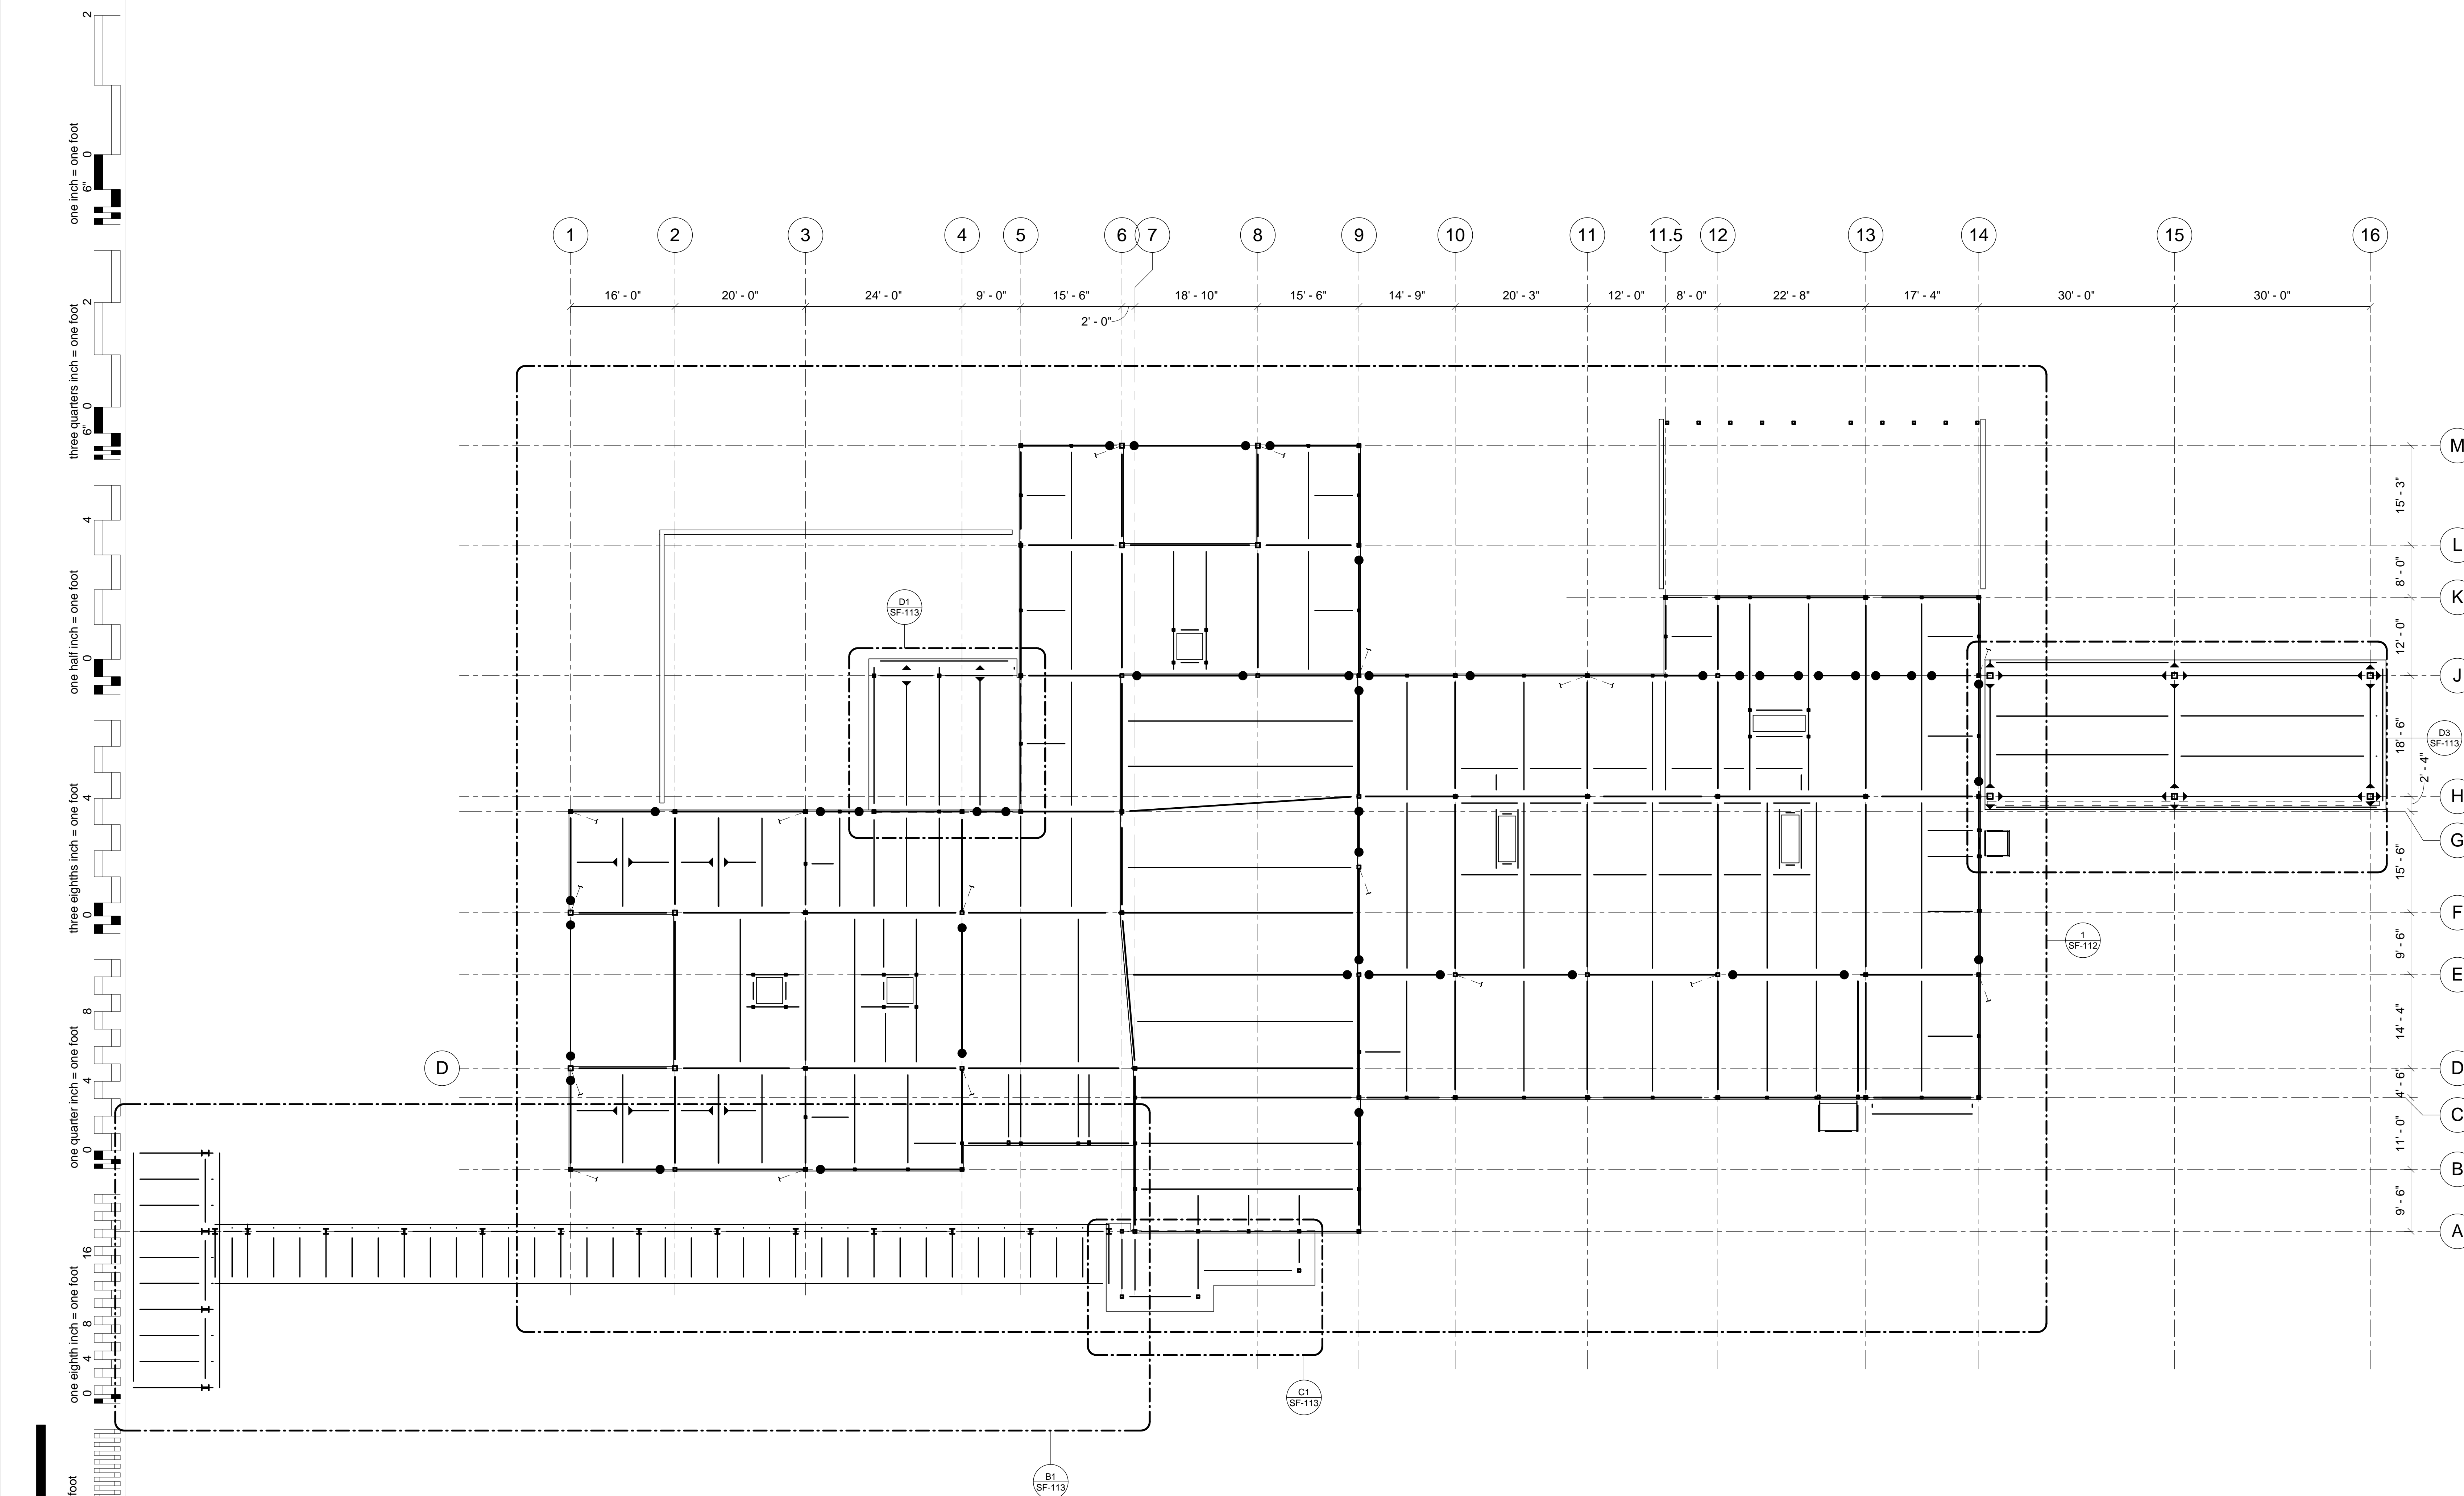 2
0
6"
one inch = one foot
2
0
6"
three quarters inch = one foot
4
0
one half inch = one foot
4
0
three eighths inch = one foot
8
4
0
one quarter inch = one foot
16
8
4
0
one eighth inch = one foot
foot
1
2
3
4
5
6
7
8
9
10
11
11.5
12
13
14
15
16
16' - 0"
20' - 0"
24' - 0"
9' - 0"
15' - 6"
2' - 0"
18' - 10"
15' - 6"
14' - 9"
20' - 3"
12' - 0"
8' - 0"
22' - 8"
17' - 4"
30' - 0"
30' - 0"
M
15' - 3"
L
8' - 0"
K
12' - 0"
J
18' - 6"
2' - 4"
H
G
15' - 6"
F
9' - 6"
E
14' - 4"
D
D
4' - 6"
C
11' - 0"
B
9' - 6"
A
D1
SF-113
D3
SF-113
1
SF-112
C1
SF-113
B1
SF-113